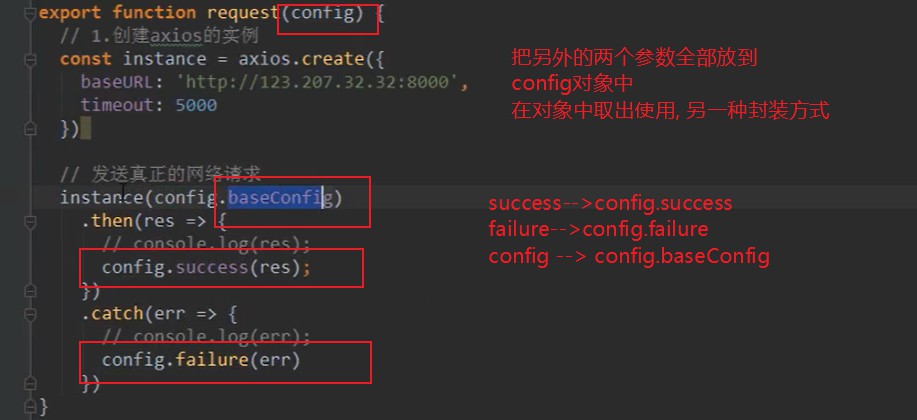 export function request(config) {
// 1.创建axios的实例
const instance = axios.create({
baseURL: 'http://123.207.32.32:8000',
timeout: 5000
})
// 发送真正的网络请求
instance(config.baseConfig)
.then(res => {
// console.log(res);
config.success(res);
})
.catch(err => {
// console.log(err);
config.failure(err)
})
}
把另外的两个参数全部放到
config对象中
在对象中取出使用, 另一种封装方式
success-->config.success
failure-->config.failure
config --> config.baseConfig